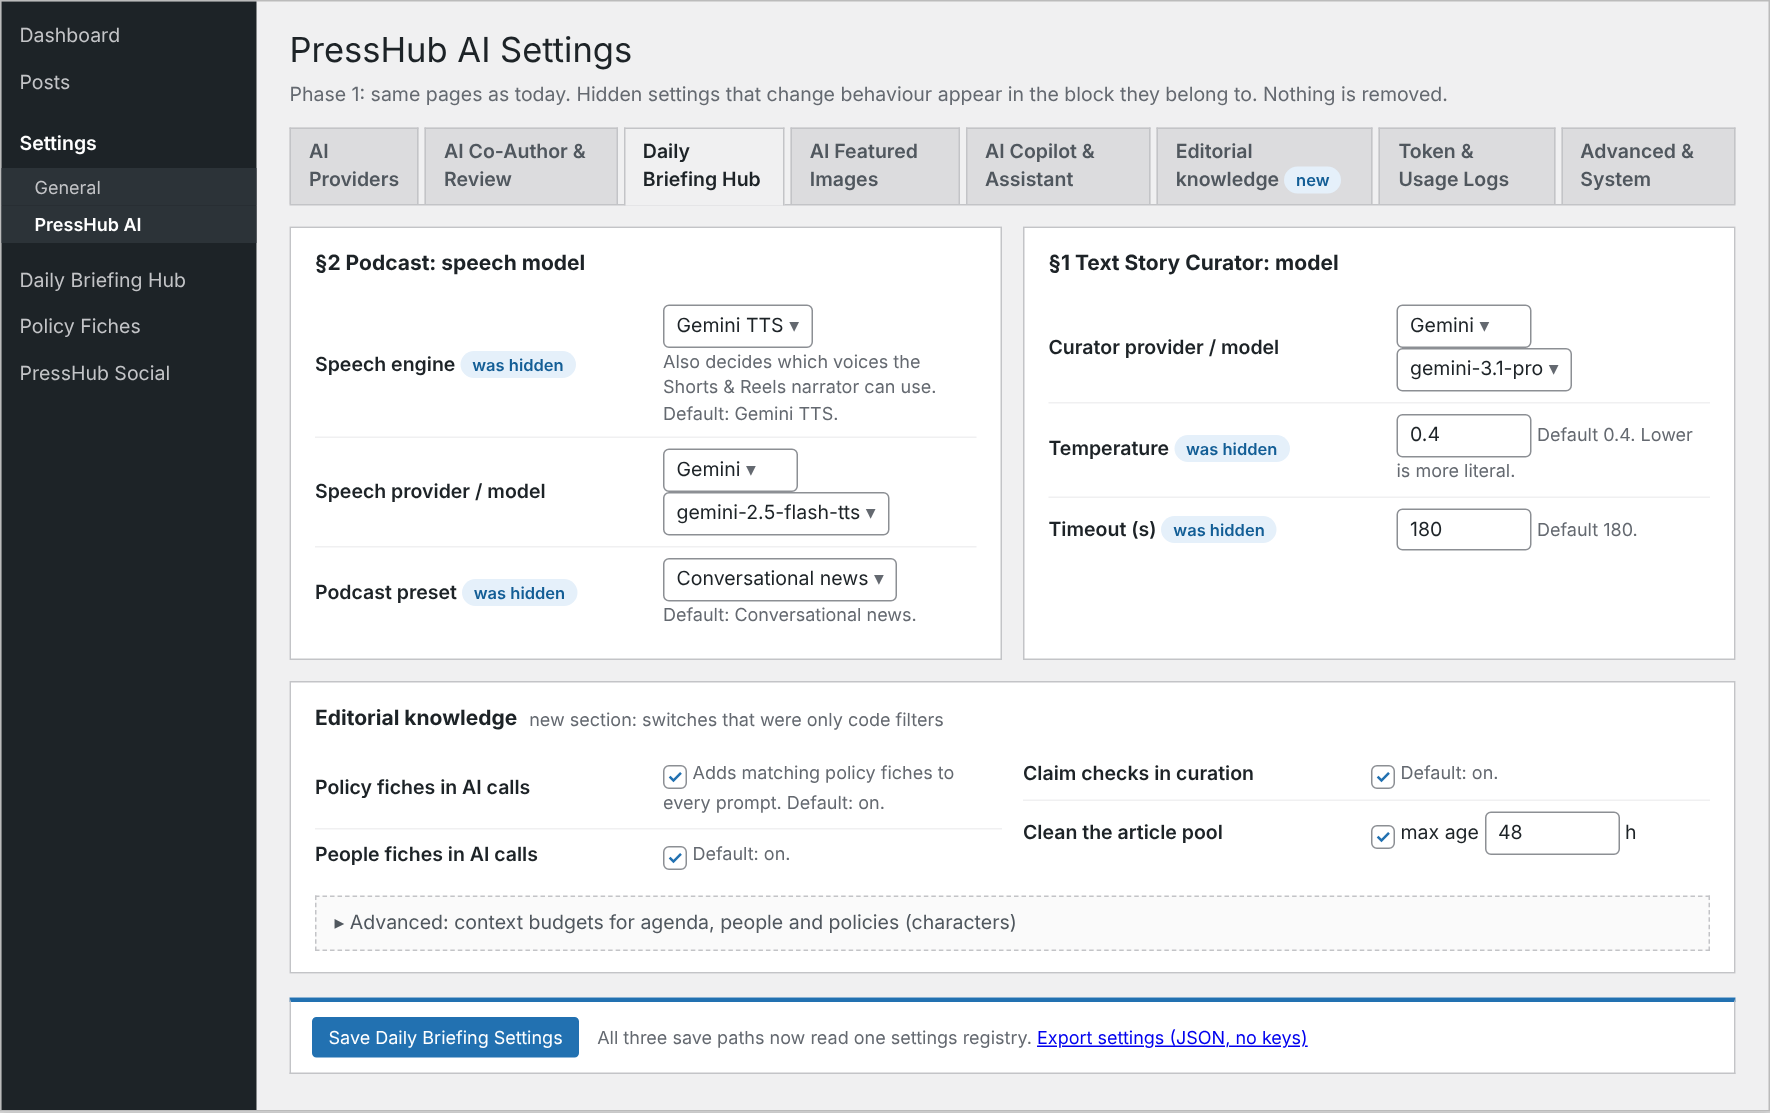 Dashboard
Posts
Settings
General
PressHub AI
Daily Briefing Hub
Policy Fiches
PressHub Social
PressHub AI Settings
Phase 1: same pages as today. Hidden settings that change behaviour appear in the block they belong to. Nothing is removed.
AI
Providers
AI Co-Author &
Review
Daily
Briefing Hub
AI Featured
Images
AI Copilot &
Assistant
Editorial
knowledge new
Token &
Usage Logs
Advanced &
System
§2 Podcast: speech model
Speech engine was hidden
Gemini TTS ▾
Also decides which voices the
Shorts & Reels narrator can use.
Default: Gemini TTS.
Speech provider / model
Gemini ▾
gemini-2.5-flash-tts ▾
Podcast preset was hidden
Conversational news ▾
Default: Conversational news.
§1 Text Story Curator: model
Curator provider / model
Gemini ▾
gemini-3.1-pro ▾
Temperature was hidden
0.4 Default 0.4. Lower
is more literal.
Timeout (s) was hidden
180 Default 180.
Editorial knowledge new section: switches that were only code filters
Policy fiches in AI calls
Adds matching policy fiches to
every prompt. Default: on.
People fiches in AI calls
Default: on.
Claim checks in curation
Default: on.
Clean the article pool
max age 48 h
▸ Advanced: context budgets for agenda, people and policies (characters)
Save Daily Briefing Settings
All three save paths now read one settings registry. Export settings (JSON, no keys)